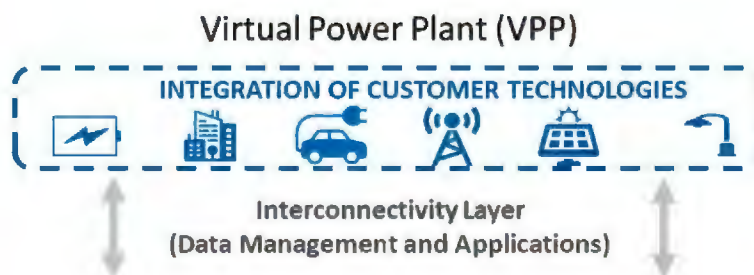 Virtual Power Plant (VPP)
INTEGRATION OF CUSTOMER TECHNOLOGIES
Interconnectivity Layer
(Data Management and Applications)